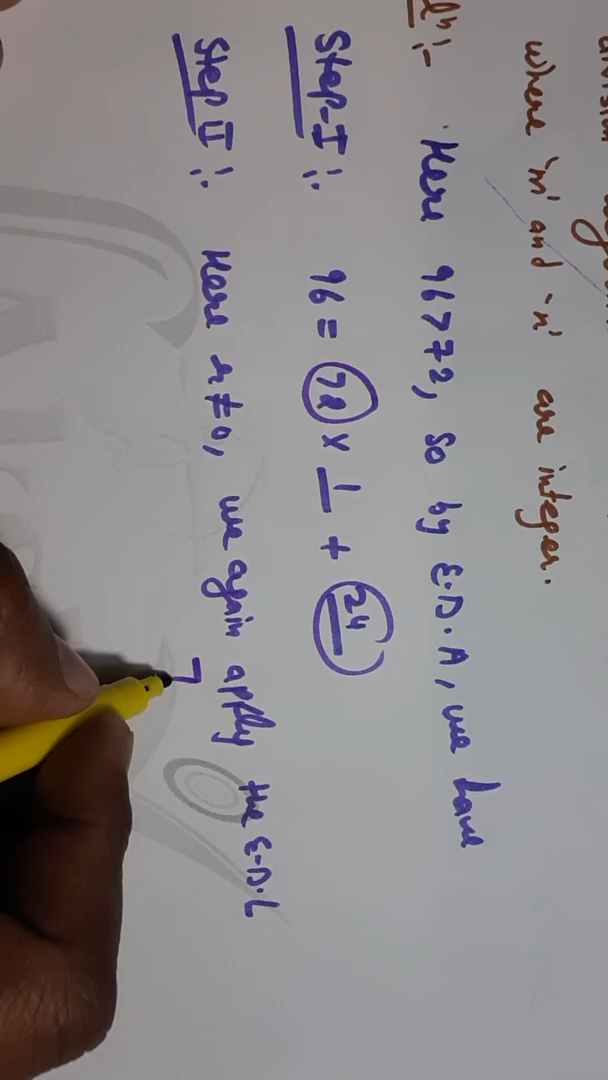 where 'm' and 'n' are integer.
Here 96>72, so by E.D.A, we have
Step-I :- 96 = 72 × 1 + 24
Step II :- Here r≠0, we again apply the E.D.L
7